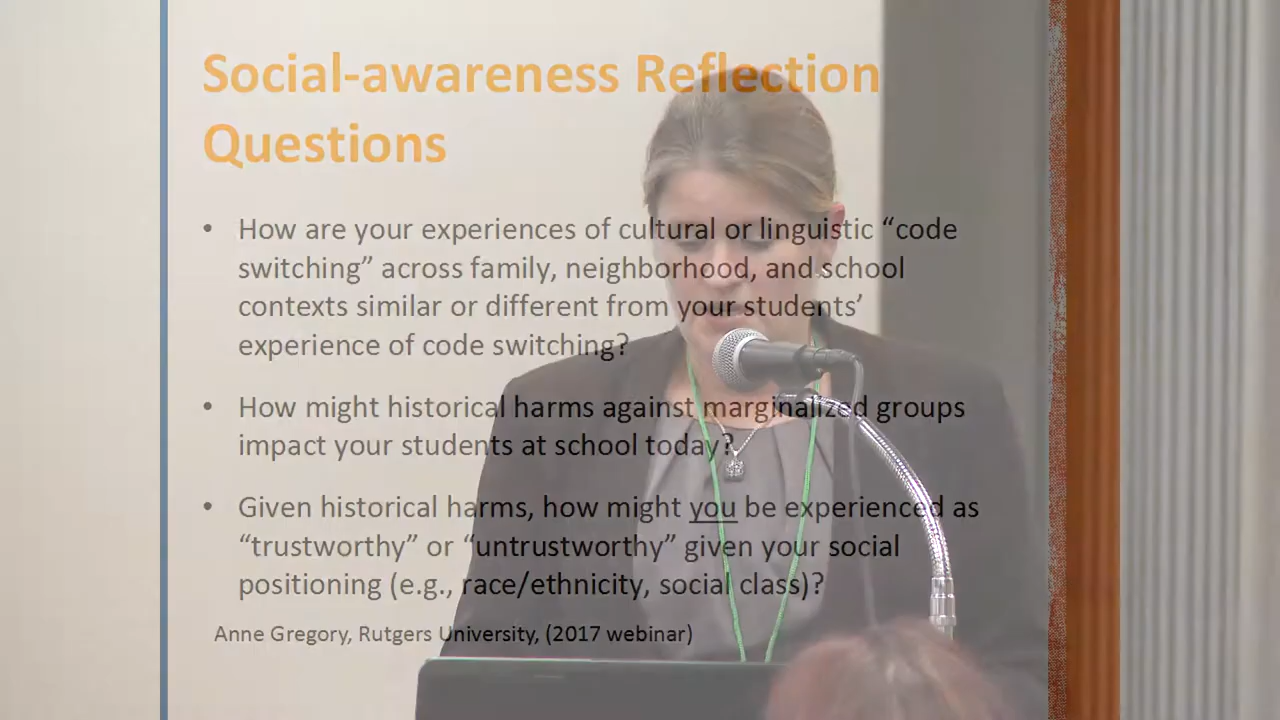 Social-awareness Reflection
Questions
• How are your experiences of cultural or linguistic “code
switching” across family, neighborhood, and school
contexts similar or different from your students’
experience of code switching?
• How might historical harms against marginalized groups
impact your students at school today?
• Given historical harms, how might you be experienced as
“trustworthy” or “untrustworthy” given your social
positioning (e.g., race/ethnicity, social class)?
Anne Gregory, Rutgers University, (2017 webinar)